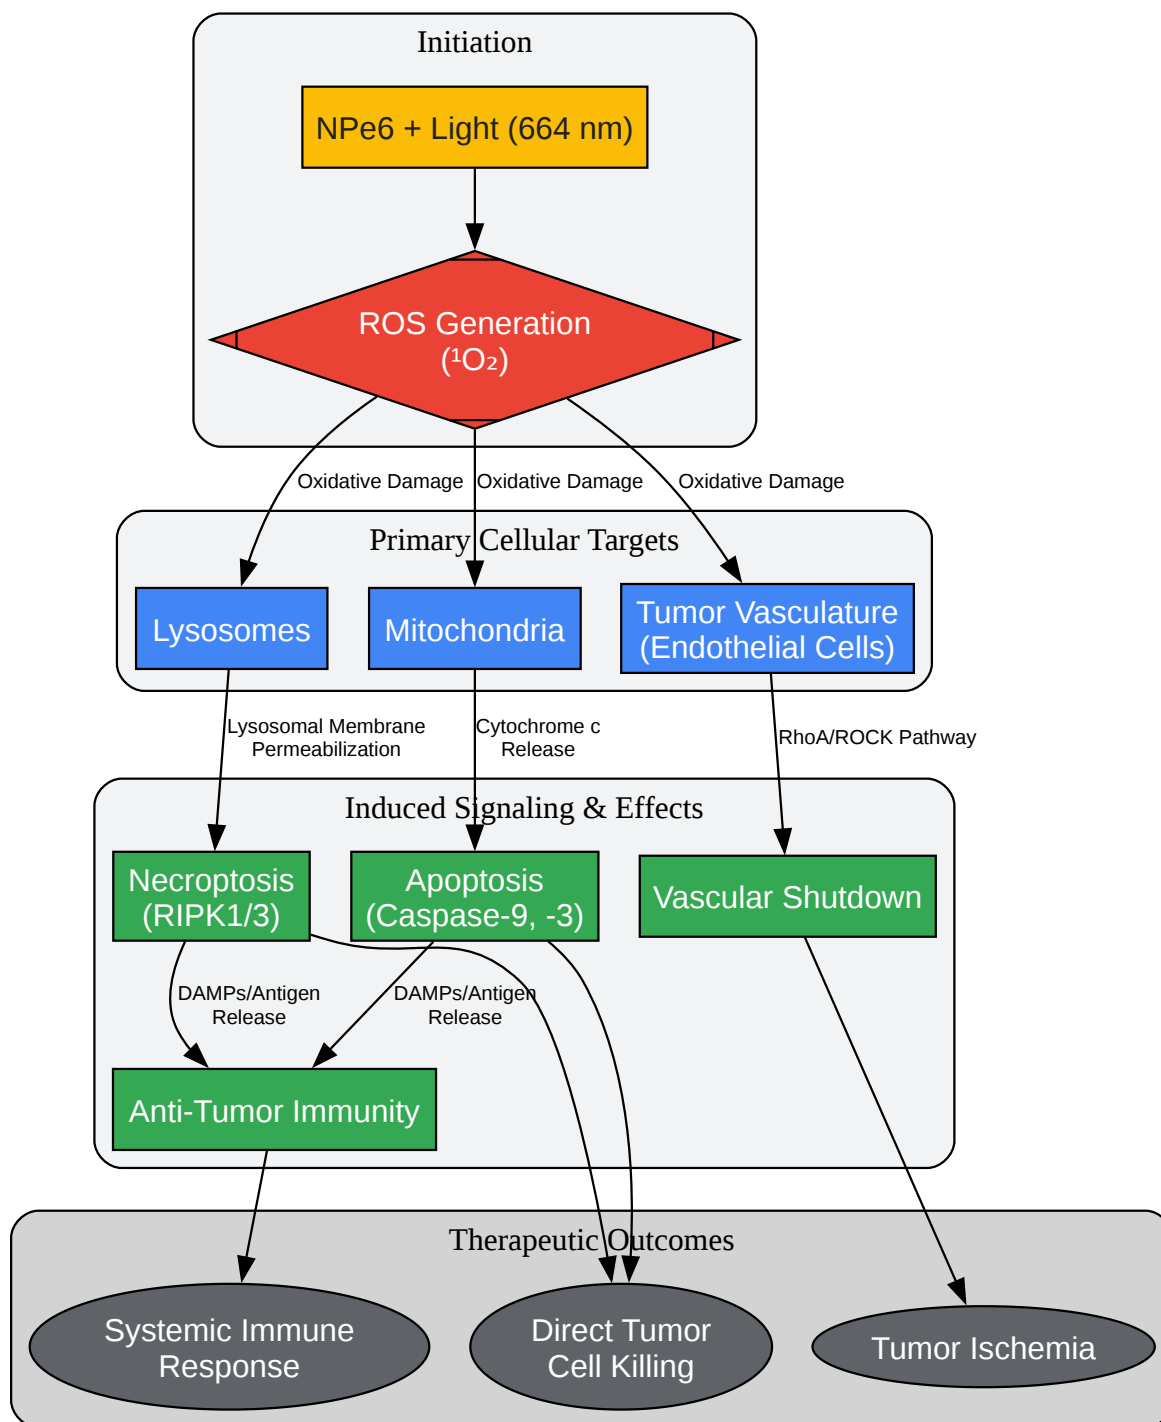 Initiation
NPe6 + Light (664 nm)
ROS Generation
(¹O₂)
Oxidative Damage
Oxidative Damage
Oxidative Damage
Primary Cellular Targets
Lysosomes
Mitochondria
Tumor Vasculature
(Endothelial Cells)
Lysosomal Membrane
Permeabilization
Cytochrome c
Release
RhoA/ROCK Pathway
Induced Signaling & Effects
Necroptosis
(RIPK1/3)
Apoptosis
(Caspase-9, -3)
Vascular Shutdown
DAMPs/Antigen
Release
DAMPs/Antigen
Release
Anti-Tumor Immunity
Therapeutic Outcomes
Systemic Immune
Response
Direct Tumor
Cell Killing
Tumor Ischemia